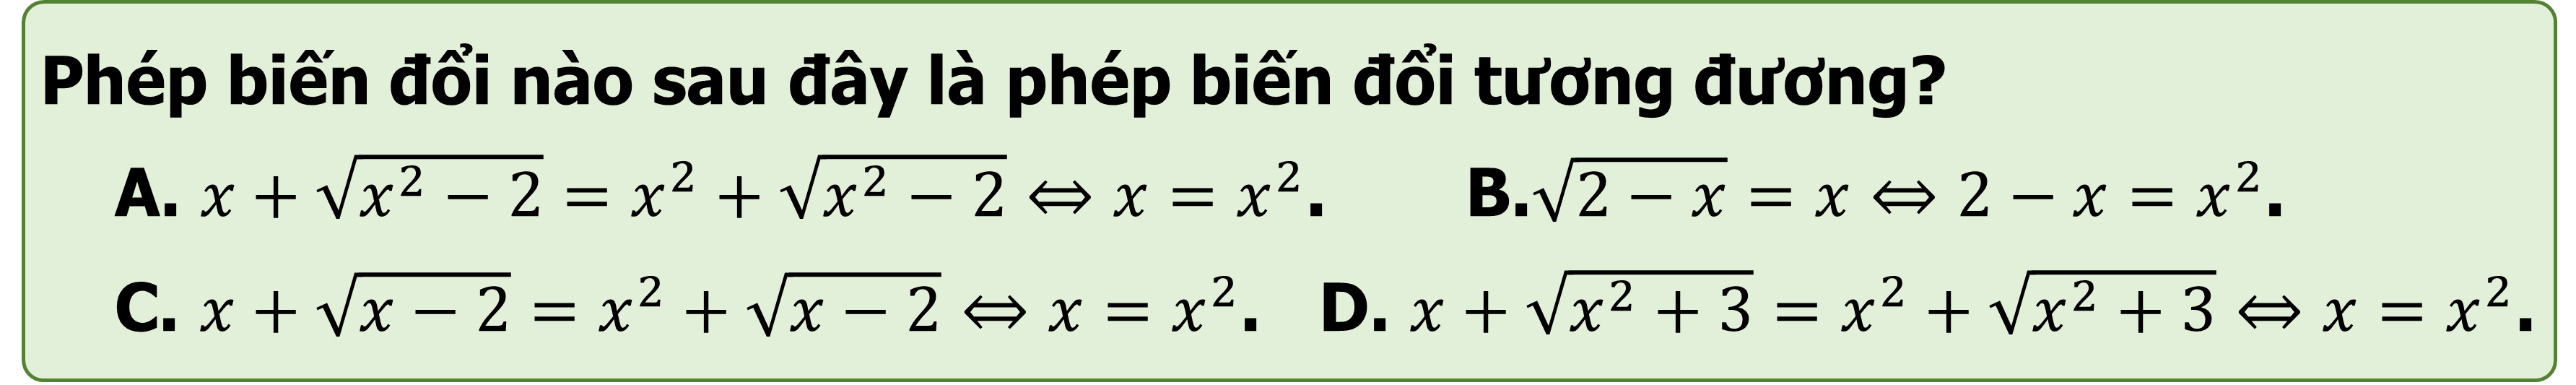 Phép biến đổi nào sau đây là phép biến đổi tương đương?
A. x + √(x² − 2) = x² + √(x² − 2) ⇔ x = x². B. √(2 − x) = x ⇔ 2 − x = x².
C. x + √(x − 2) = x² + √(x − 2) ⇔ x = x². D. x + √(x² + 3) = x² + √(x² + 3) ⇔ x = x².